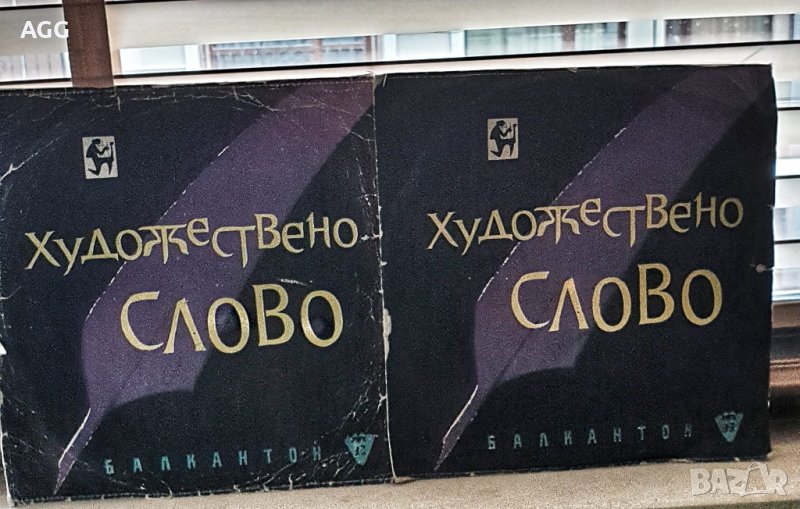 AGG
Художествено
Слово
БАЛКАНТОН
Художествено
Слово
БАЛКАНТОН
BAZAR